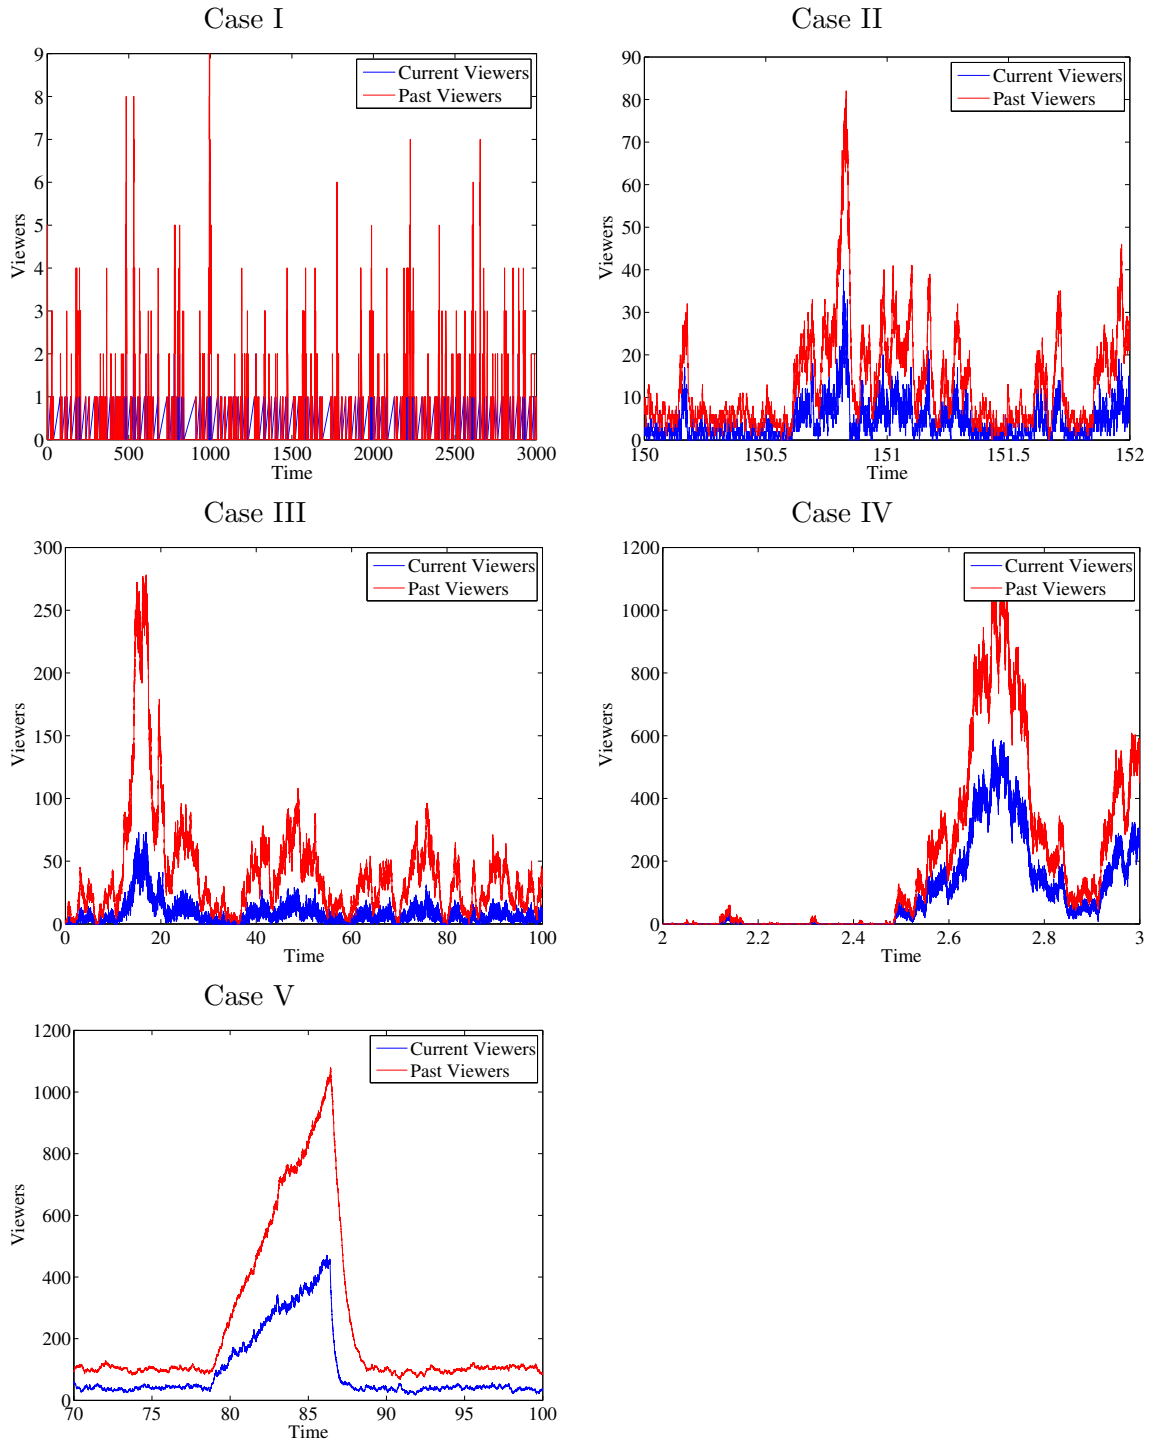 Case I
9
8
7
6
5
4
3
2
1
0
Viewers
Current Viewers
Past Viewers
0 500 1000 1500 2000 2500 3000
Time
Case II
90
80
70
60
50
40
30
20
10
0
Viewers
Current Viewers
Past Viewers
150 150.5 151 151.5 152
Time
Case III
300
250
200
150
100
50
0
Viewers
Current Viewers
Past Viewers
0 20 40 60 80 100
Time
Case IV
1200
1000
800
600
400
200
0
Viewers
Current Viewers
Past Viewers
2 2.2 2.4 2.6 2.8 3
Time
Case V
1200
1000
800
600
400
200
0
Viewers
Current Viewers
Past Viewers
70 75 80 85 90 95 100
Time